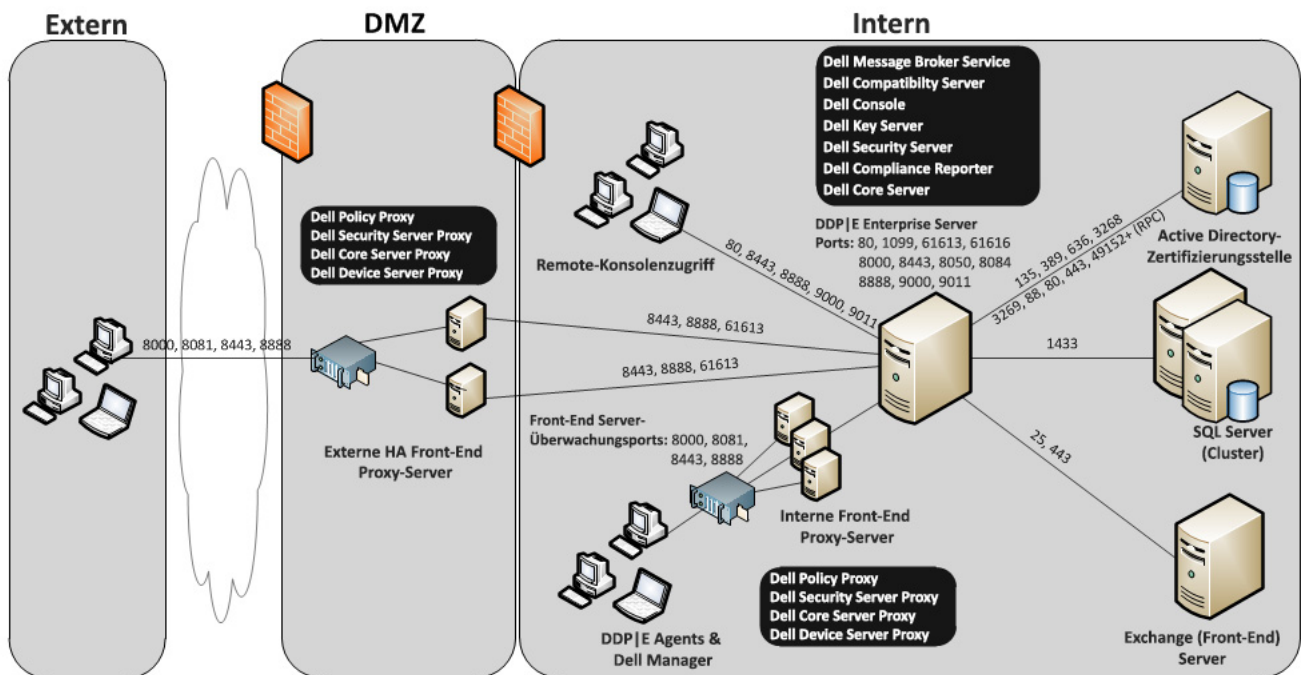 Extern
DMZ
Intern
Dell Message Broker Service
Dell Compatibilty Server
Dell Console
Dell Key Server
Dell Security Server
Dell Compliance Reporter
Dell Core Server
DDP|E Enterprise Server
Ports: 80, 1099, 61613, 61616
8000, 8443, 8050, 8084
8888, 9000, 9011
Dell Policy Proxy
Dell Security Server Proxy
Dell Core Server Proxy
Dell Device Server Proxy
Remote-Konsolenzugriff
80, 8443, 8888, 9000, 9011
135, 389, 636, 3268
3269, 88, 80, 443, 49152+ (RPC)
Active Directory-
Zertifizierungsstelle
8000, 8081, 8443, 8888
8443, 8888, 61613
8443, 8888, 61613
1433
Externe HA Front-End
Proxy-Server
Front-End Server-
Überwachungsports: 8000, 8081,
8443, 8888
SQL Server
(Cluster)
25, 443
Interne Front-End
Proxy-Server
Dell Policy Proxy
Dell Security Server Proxy
Dell Core Server Proxy
Dell Device Server Proxy
DDP|E Agents &
Dell Manager
Exchange (Front-End)
Server